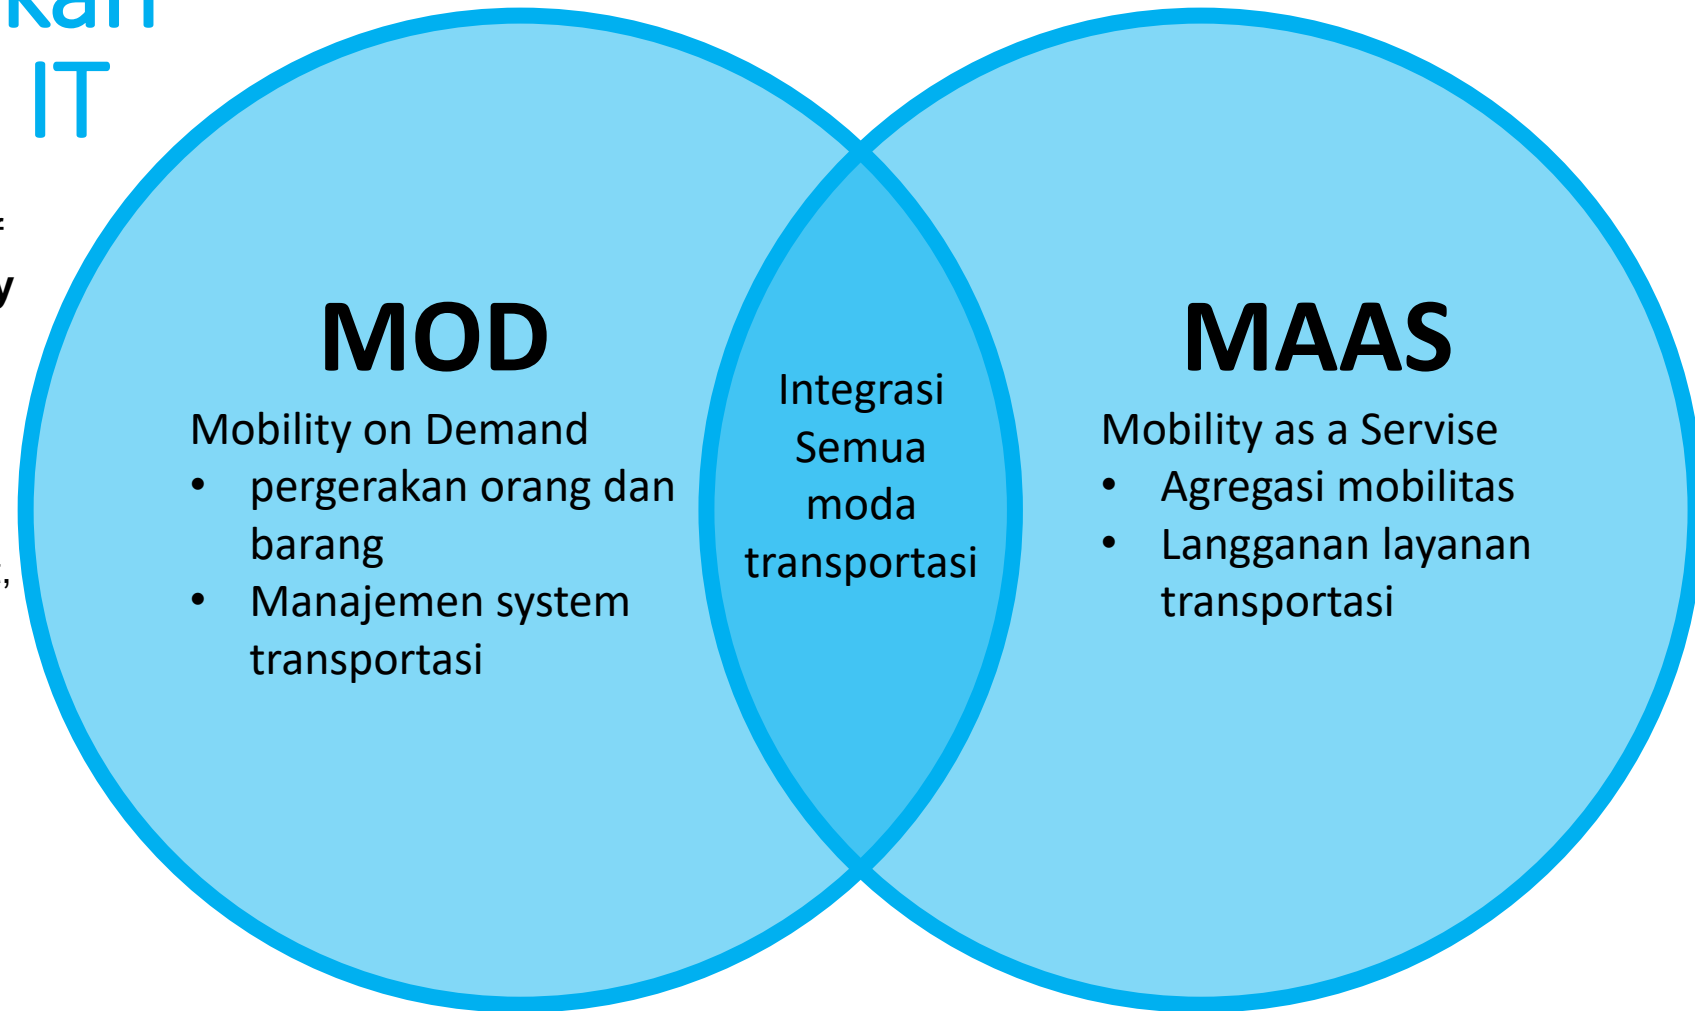 IT
MOD
Mobility on Demand
• pergerakan orang dan
barang
• Manajemen system
transportasi
Integrasi
Semua
moda
transportasi
MAAS
Mobility as a Servise
• Agregasi mobilitas
• Langganan layanan
transportasi